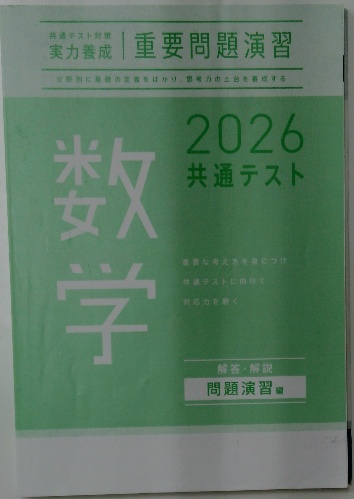 共通テスト対策
実力養成 | 重要問題演習
分野別に基礎の定着をはかり、思考力の土台を養成する
2026
共通テスト
数学
重要な考え方を身につけ
共通テストに向けて
対応力を磨く
解答・解説
問題演習 編